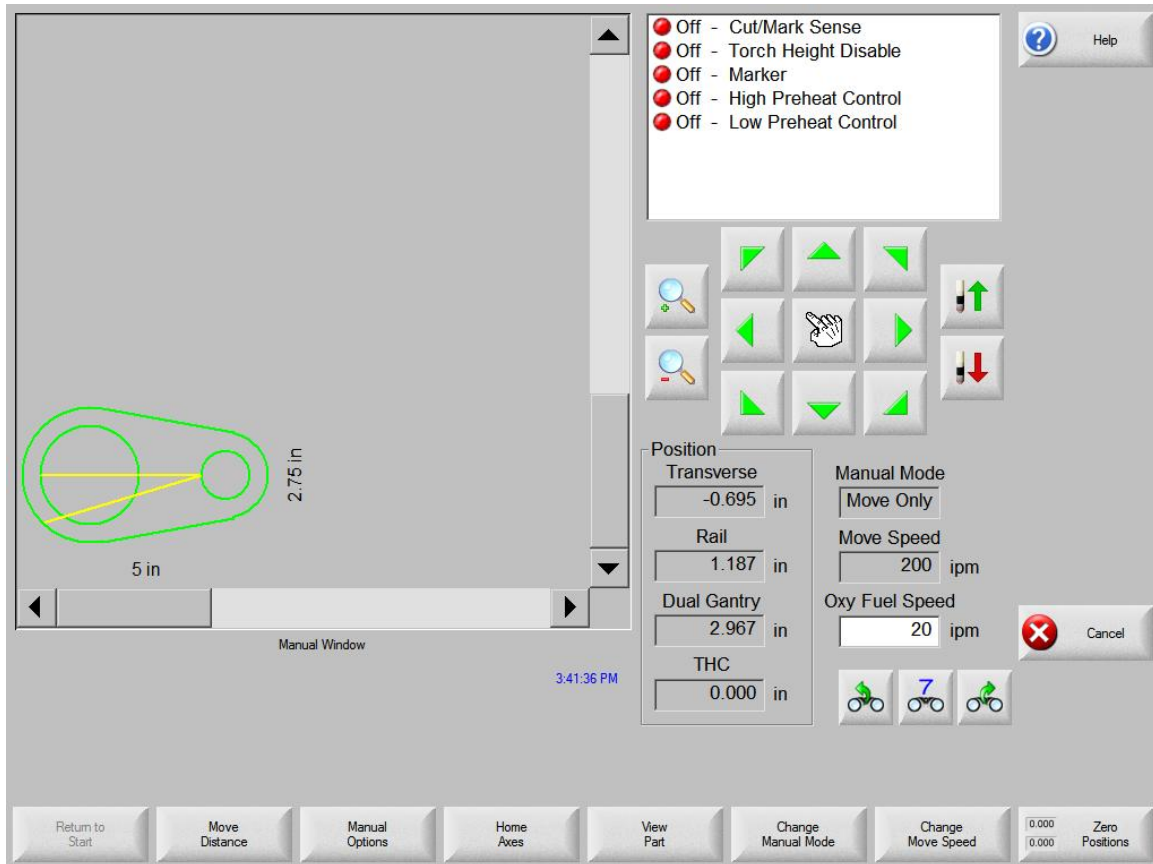 Off - Cut/Mark Sense
Off - Torch Height Disable
Off - Marker
Off - High Preheat Control
Off - Low Preheat Control
Help
2.75 in
5 in
Manual Window
3:41:36 PM
Position
Transverse
-0.695 in
Rail
1.187 in
Dual Gantry
2.967 in
THC
0.000 in
Manual Mode
Move Only
Move Speed
200 ipm
Oxy Fuel Speed
20 ipm
7
Cancel
Return to
Start
Move
Distance
Manual
Options
Home
Axes
View
Part
Change
Manual Mode
Change
Move Speed
0.000
0.000
Zero
Positions